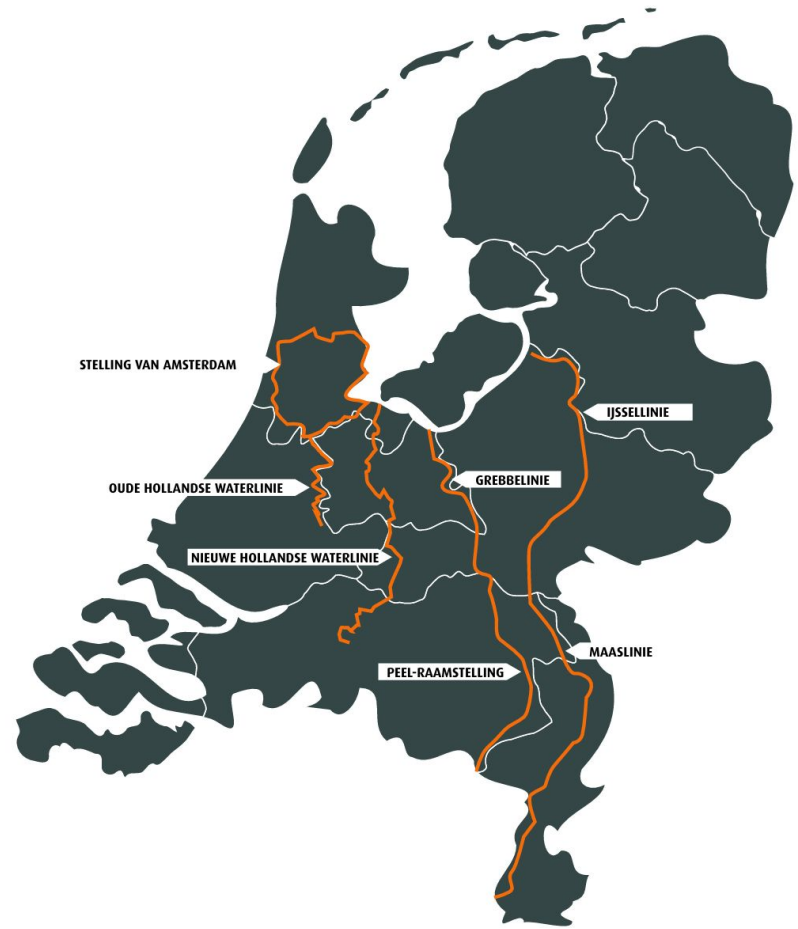 STELLING VAN AMSTERDAM
IJSSELLINIE
GREBBELINIE
OUDE HOLLANDSE WATERLINIE
NIEUWE HOLLANDSE WATERLINIE
MAASLINIE
PEEL-RAAMSTELLING